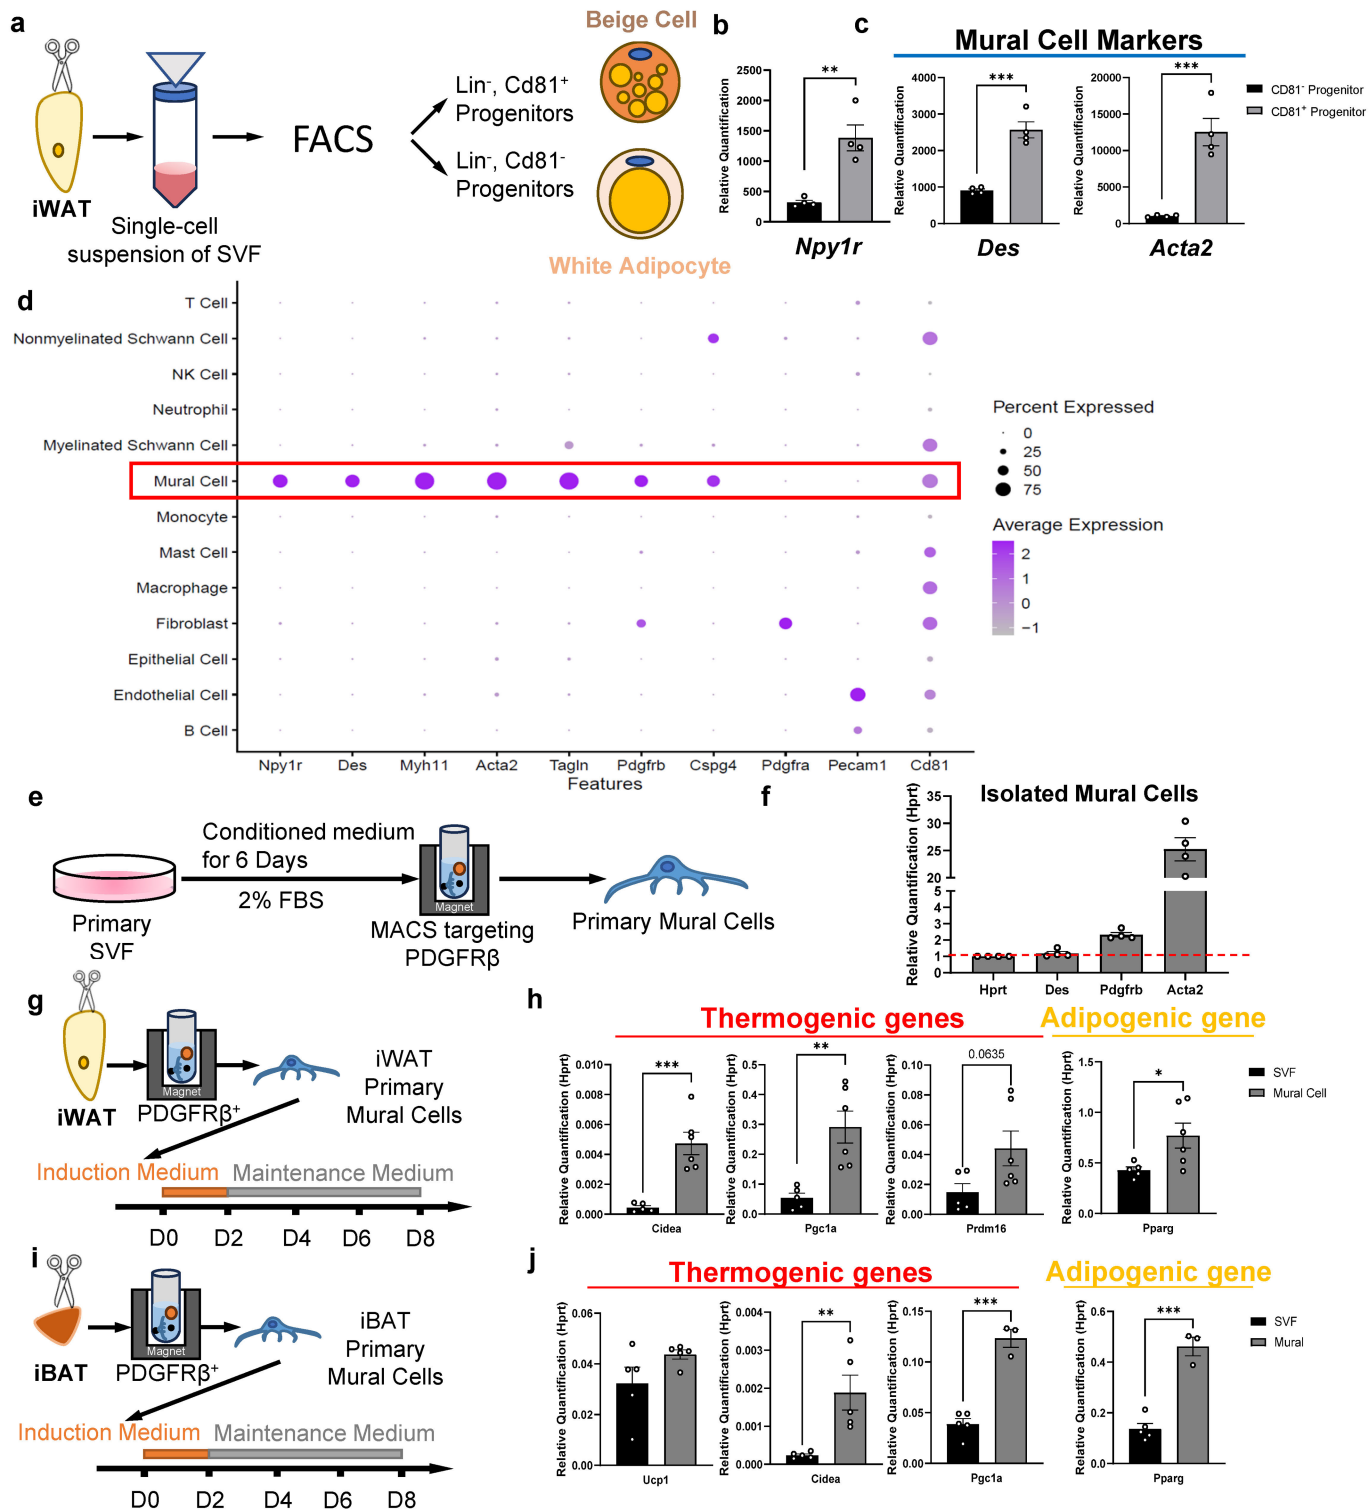 a
Beige Cell
Lin-, Cd81+
Progenitors
FACS
Lin-, Cd81-
Progenitors
iWAT
Single-cell
suspension of SVF
White Adipocyte
b
**
Relative Quantification
2500
2000
1500
1000
500
0
Npy1r
c
Mural Cell Markers
***
Relative Quantification
4000
3000
2000
1000
0
Des
***
Relative Quantification
20000
15000
10000
5000
0
Acta2
CD81- Progenitor
CD81+ Progenitor
d
T Cell
Nonmyelinated Schwann Cell
NK Cell
Neutrophil
Myelinated Schwann Cell
Mural Cell
Monocyte
Mast Cell
Macrophage
Fibroblast
Epithelial Cell
Endothelial Cell
B Cell
Npy1r Des Myh11 Acta2 Tagln Pdgfrb Cspg4 Pdgfra Pecam1 Cd81
Features
Percent Expressed
0
25
50
75
Average Expression
2
1
0
−1
e
Primary
SVF
Conditioned medium
for 6 Days
2% FBS
Magnet
MACS targeting
PDGFRβ
Primary Mural Cells
f
Isolated Mural Cells
Relative Quantification (Hprt)
35
30
25
20
5
4
3
2
1
0
Hprt Des Pdgfrb Acta2
g
iWAT
Magnet
PDGFRβ+
iWAT
Primary
Mural Cells
Induction Medium Maintenance Medium
D0 D2 D4 D6 D8
h
Thermogenic genes
Adipogenic gene
***
Relative Quantification (Hprt)
0.010
0.008
0.006
0.004
0.002
0.000
Cidea
**
Relative Quantification (Hprt)
0.5
0.4
0.3
0.2
0.1
0.0
Pgc1a
0.0635
Relative Quantification (Hprt)
0.10
0.08
0.06
0.04
0.02
0.00
Prdm16
*
Relative Quantification (Hprt)
1.5
1.0
0.5
0.0
Pparg
SVF
Mural Cell
i
iBAT
Magnet
PDGFRβ+
iBAT
Primary
Mural Cells
Induction Medium Maintenance Medium
D0 D2 D4 D6 D8
j
Thermogenic genes
Adipogenic gene
Relative Quantification (Hprt)
0.06
0.04
0.02
0.00
Ucp1
**
Relative Quantification (Hprt)
0.004
0.003
0.002
0.001
0.000
Cidea
***
Relative Quantification (Hprt)
0.15
0.10
0.05
0.00
Pgc1a
***
Relative Quantification (Hprt)
0.6
0.4
0.2
0.0
Pparg
SVF
Mural